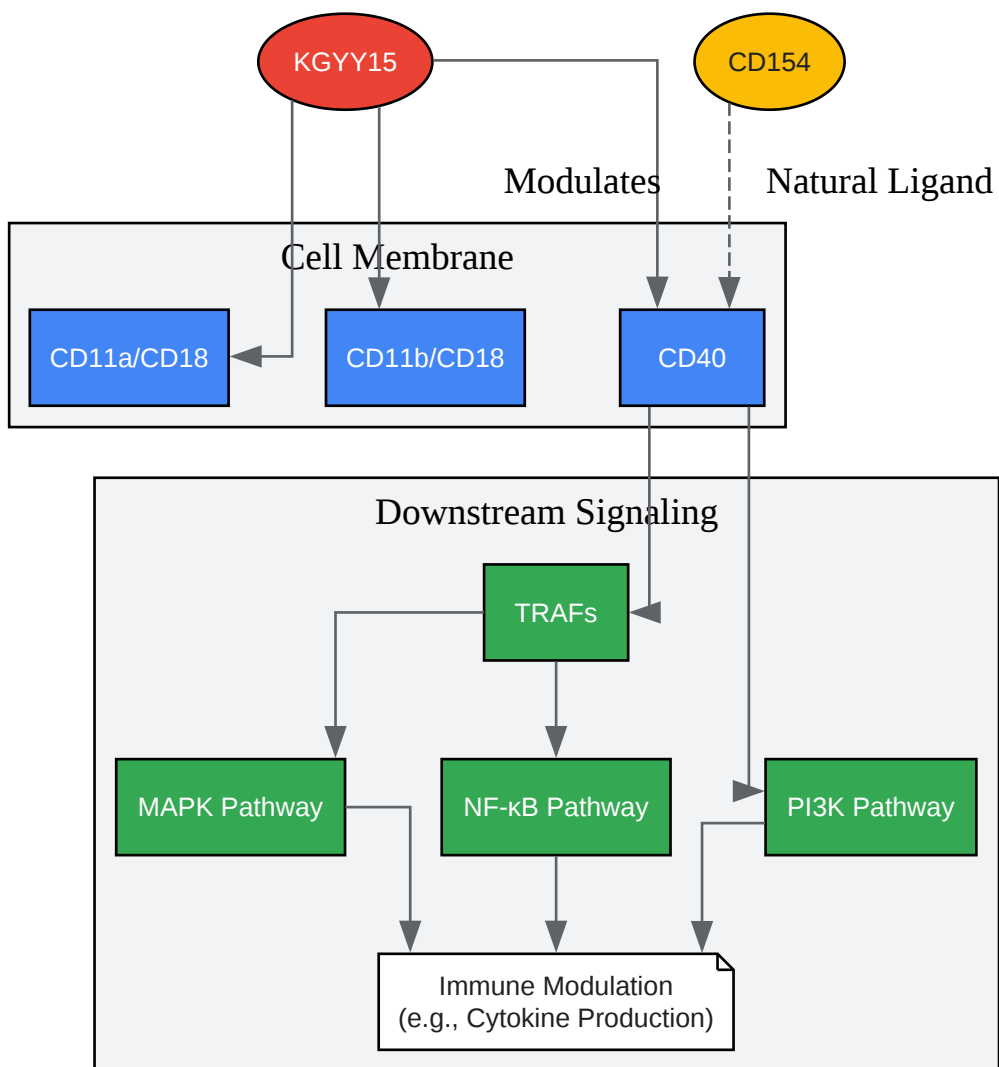 KGYY15
CD154
Modulates
Natural Ligand
Cell Membrane
CD11a/CD18
CD11b/CD18
CD40
Downstream Signaling
TRAFs
MAPK Pathway
NF-κB Pathway
PI3K Pathway
Immune Modulation
(e.g., Cytokine Production)